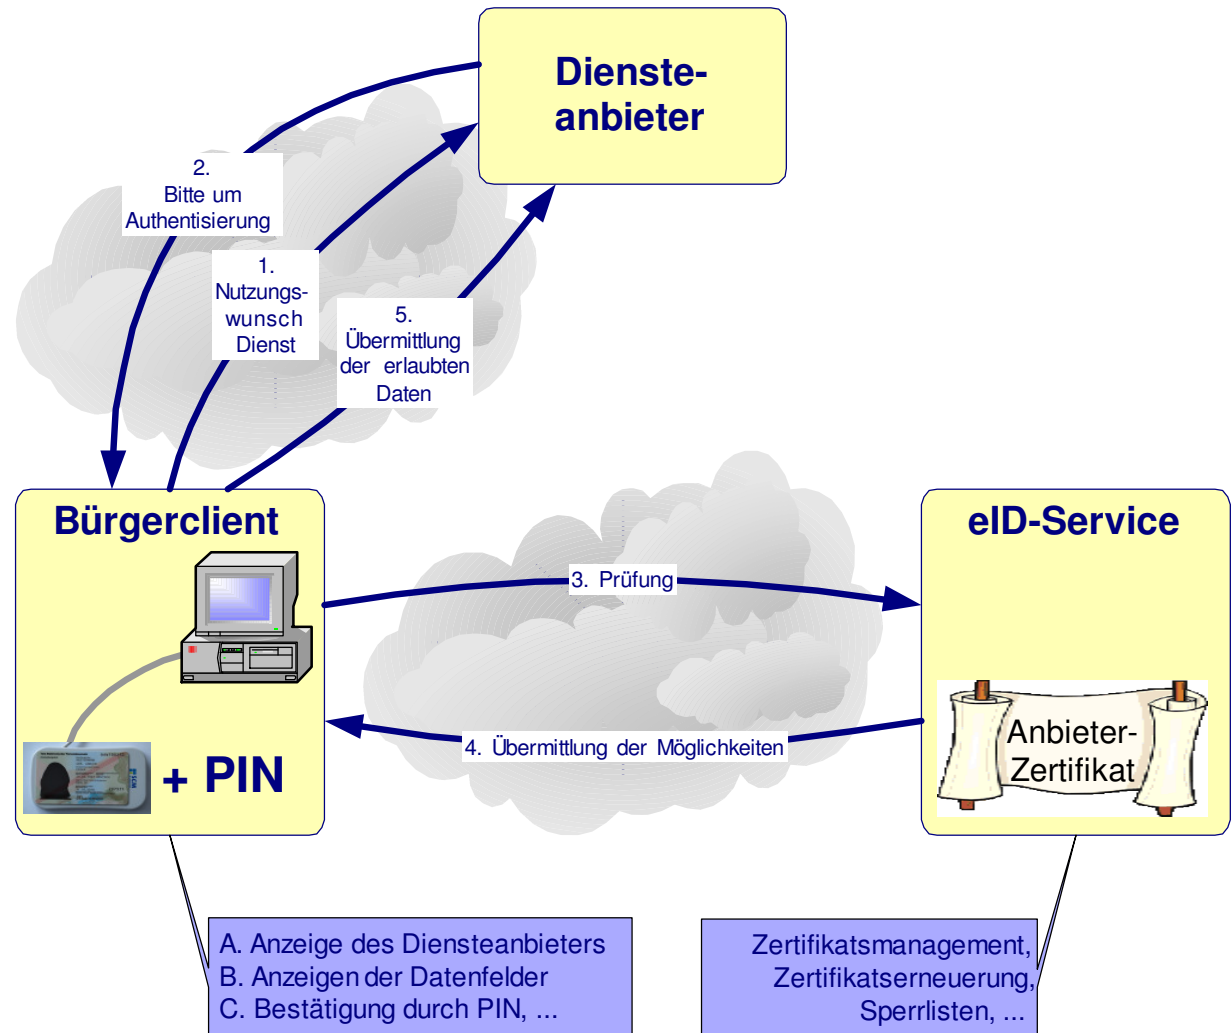 Dienste-
anbieter
2.
Bitte um
Authentisierung
1.
Nutzungs-
wunsch
Dienst
5.
Übermittlung
der erlaubten
Daten
Bürgerclient
+ PIN
eID-Service
3. Prüfung
4. Übermittlung der Möglichkeiten
Anbieter-
Zertifikat
A. Anzeige des Diensteanbieters
B. Anzeigen der Datenfelder
C. Bestätigung durch PIN, ...
Zertifikatsmanagement,
Zertifikatserneuerung,
Sperrlisten, ...